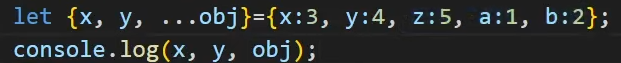 let {x, y, ...obj}={x:3, y:4, z:5, a:1, b:2};
console.log(x, y, obj);